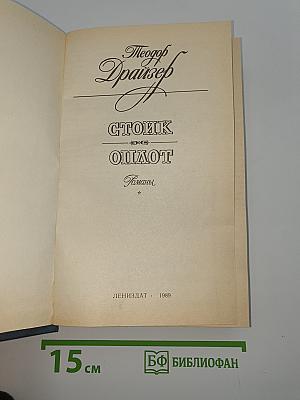 Теодор
Драйзер
СТОИК
ОПЛОТ
Романы
ЛЕНИЗДАТ · 1989
15 см
БФ БИБЛИОФАН